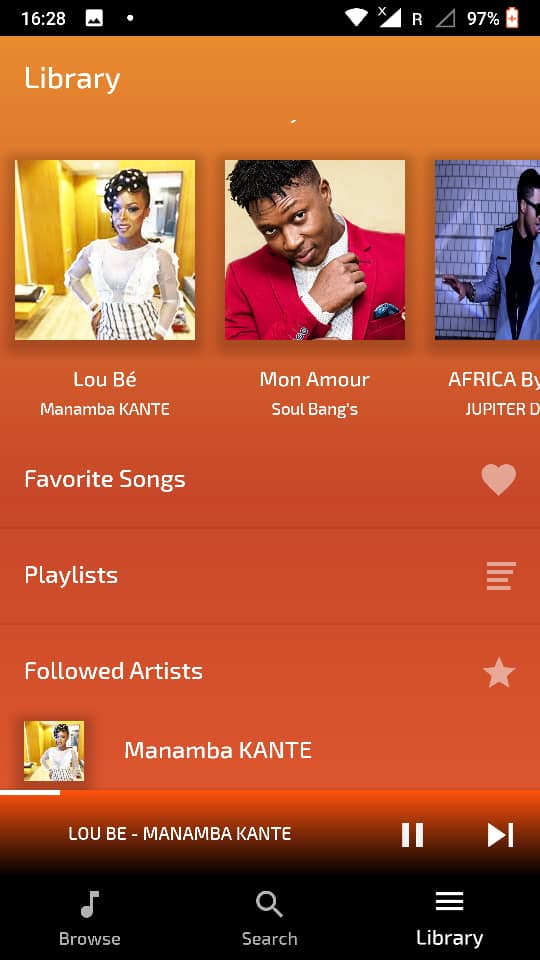 16:28
x
R
97%
Library
Lou Bé
Mon Amour
AFRICA By
Manamba KANTE
Soul Bang's
JUPITER D
Favorite Songs
Playlists
Followed Artists
Manamba KANTE
LOU BE - MANAMBA KANTE
Browse
Search
Library